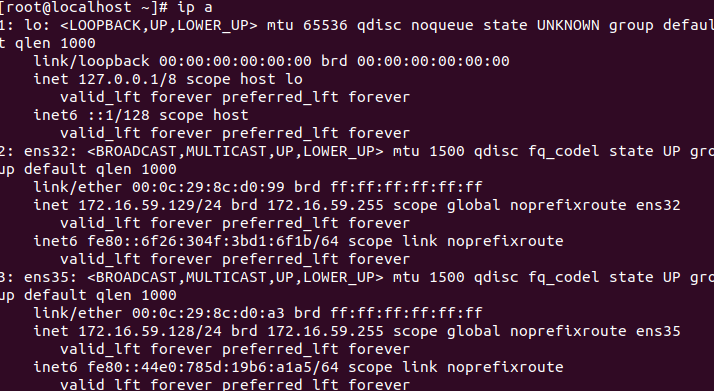 [root@localhost ~]# ip a
1: lo: <LOOPBACK,UP,LOWER_UP> mtu 65536 qdisc noqueue state UNKNOWN group defaul
t qlen 1000
link/loopback 00:00:00:00:00:00 brd 00:00:00:00:00:00
inet 127.0.0.1/8 scope host lo
valid_lft forever preferred_lft forever
inet6 ::1/128 scope host
valid_lft forever preferred_lft forever
2: ens32: <BROADCAST,MULTICAST,UP,LOWER_UP> mtu 1500 qdisc fq_codel state UP gro
up default qlen 1000
link/ether 00:0c:29:8c:d0:99 brd ff:ff:ff:ff:ff:ff
inet 172.16.59.129/24 brd 172.16.59.255 scope global noprefixroute ens32
valid_lft forever preferred_lft forever
inet6 fe80::6f26:304f:3bd1:6f1b/64 scope link noprefixroute
valid_lft forever preferred_lft forever
3: ens35: <BROADCAST,MULTICAST,UP,LOWER_UP> mtu 1500 qdisc fq_codel state UP gro
up default qlen 1000
link/ether 00:0c:29:8c:d0:a3 brd ff:ff:ff:ff:ff:ff
inet 172.16.59.128/24 brd 172.16.59.255 scope global noprefixroute ens35
valid_lft forever preferred_lft forever
inet6 fe80::44e0:785d:19b6:a1a5/64 scope link noprefixroute
valid_lft forever preferred_lft forever